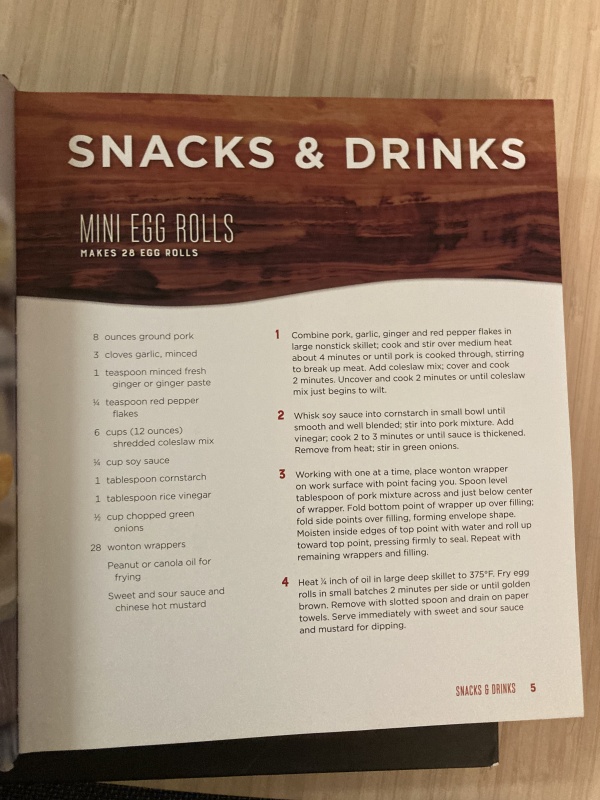 SNACKS & DRINKS
MINI EGG ROLLS
MAKES 28 EGG ROLLS
8 ounces ground pork
3 cloves garlic, minced
1 teaspoon minced fresh
ginger or ginger paste
¼ teaspoon red pepper
flakes
6 cups (12 ounces)
shredded coleslaw mix
¼ cup soy sauce
1 tablespoon cornstarch
1 tablespoon rice vinegar
½ cup chopped green
onions
28 wonton wrappers
Peanut or canola oil for
frying
Sweet and sour sauce and
chinese hot mustard
1 Combine pork, garlic, ginger and red pepper flakes in
large nonstick skillet; cook and stir over medium heat
about 4 minutes or until pork is cooked through, stirring
to break up meat. Add coleslaw mix; cover and cook
2 minutes. Uncover and cook 2 minutes or until coleslaw
mix just begins to wilt.
2 Whisk soy sauce into cornstarch in small bowl until
smooth and well blended; stir into pork mixture. Add
vinegar; cook 2 to 3 minutes or until sauce is thickened.
Remove from heat; stir in green onions.
3 Working with one at a time, place wonton wrapper
on work surface with point facing you. Spoon level
tablespoon of pork mixture across and just below center
of wrapper. Fold bottom point of wrapper up over filling;
fold side points over filling, forming envelope shape.
Moisten inside edges of top point with water and roll up
toward top point, pressing firmly to seal. Repeat with
remaining wrappers and filling.
4 Heat ¼ inch of oil in large deep skillet to 375°F. Fry egg
rolls in small batches 2 minutes per side or until golden
brown. Remove with slotted spoon and drain on paper
towels. Serve immediately with sweet and sour sauce
and mustard for dipping.
SNACKS & DRINKS 5